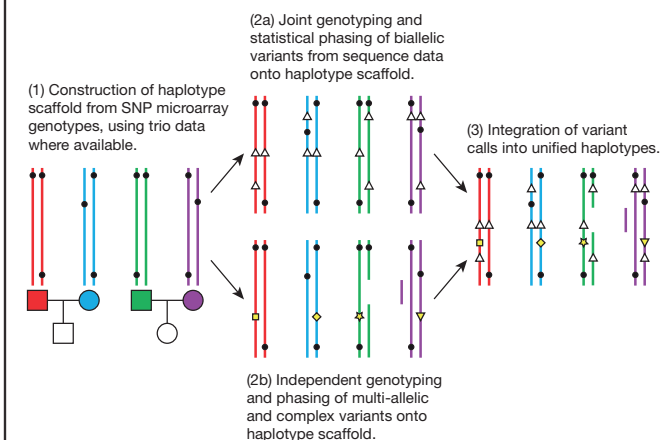 (2a) Joint genotyping and
statistical phasing of biallelic
variants from sequence data
onto haplotype scaffold.
(1) Construction of haplotype
scaffold from SNP microarray
genotypes, using trio data
where available.
(3) Integration of variant
calls into unified haplotypes.
(2b) Independent genotyping
and phasing of multi-allelic
and complex variants onto
haplotype scaffold.